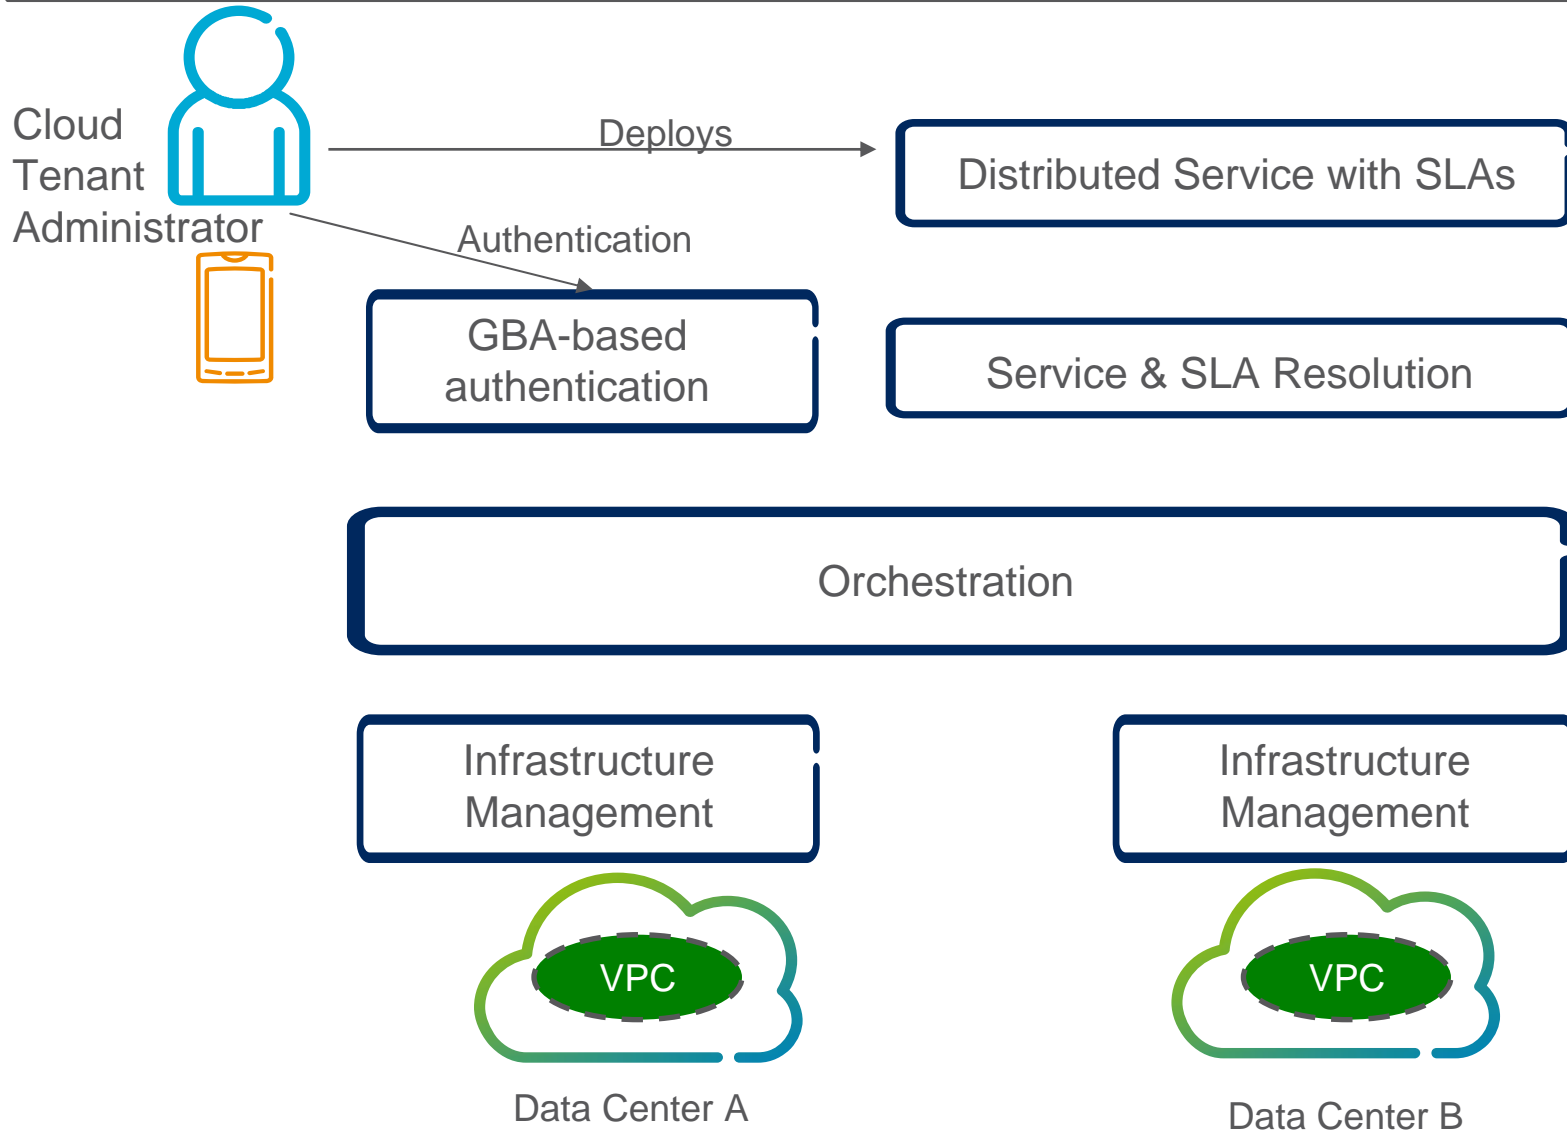 Cloud
Tenant
Administrator
Deploys
Distributed Service with SLAs
Authentication
GBA-based
authentication
Service & SLA Resolution
Orchestration
Infrastructure
Management
Infrastructure
Management
VPC
VPC
Data Center A
Data Center B